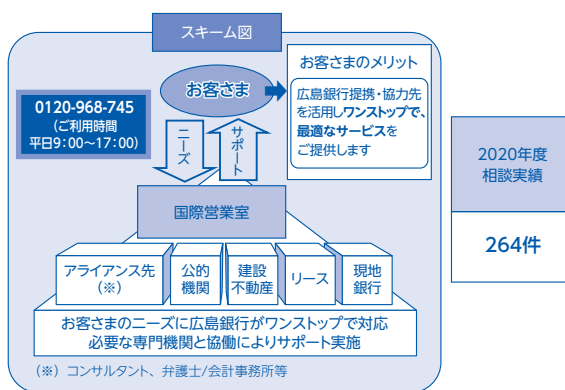 スキーム図
お客さま
お客さまのメリット
広島銀行提携・協力先
を活用しワンストップで、
最適なサービスを
ご提供します
0120-968-745
(ご利用時間
平日9:00〜17:00)
ニーズ
サポート
国際営業室
アライアンス先
(※)
公的
機関
建設
不動産
リース
現地
銀行
お客さまのニーズに広島銀行がワンストップで対応
必要な専門機関と協働によりサポート実施
(※)コンサルタント、弁護士/会計事務所等
2020年度
相談実績
264件